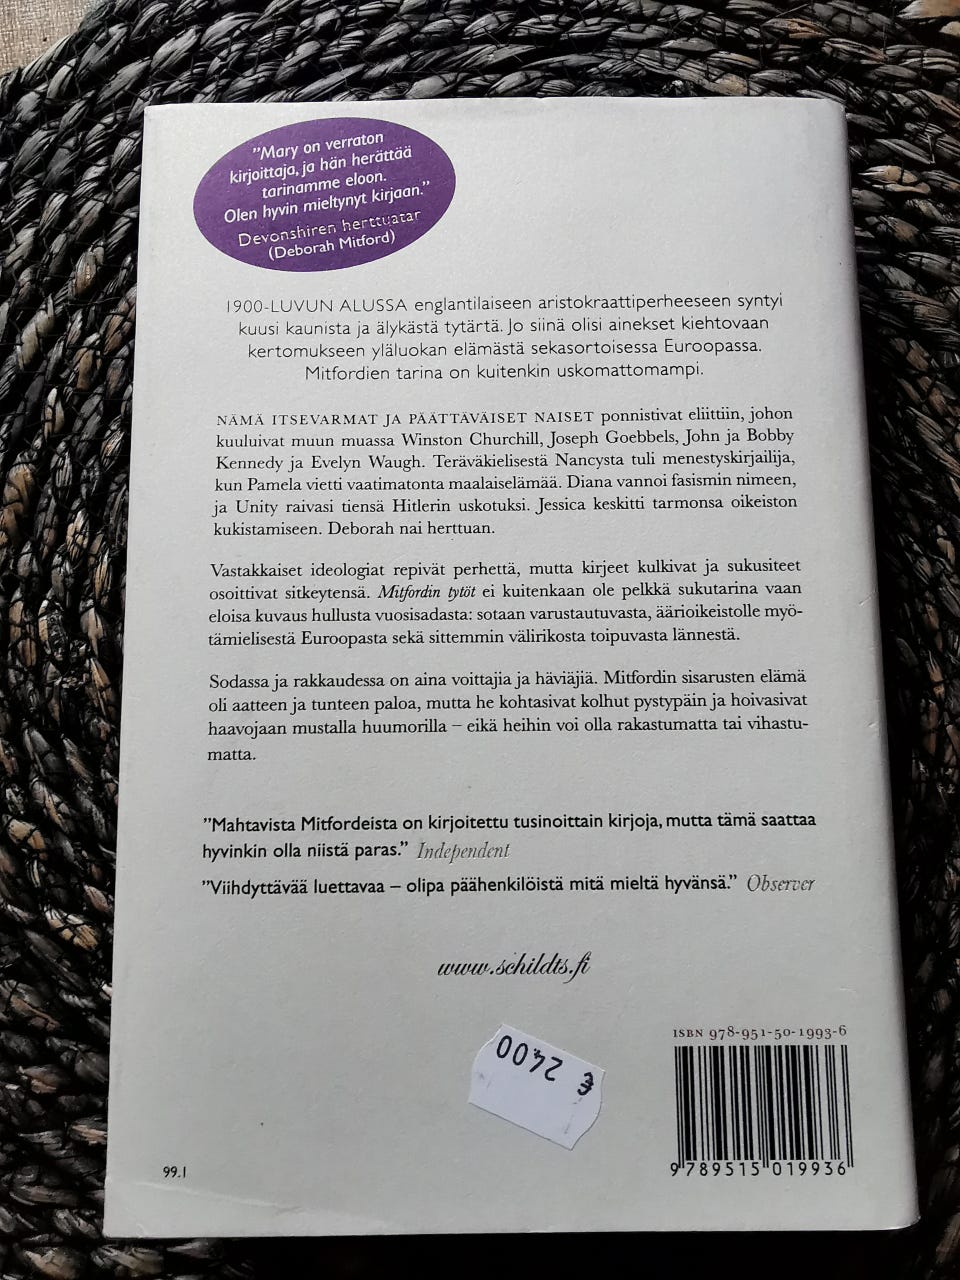 ”Mary on verraton
kirjoittaja, ja hän herättää
tarinamme eloon.
Olen hyvin mieltynyt kirjaan.”
Devonshiren herttuatar
(Deborah Mitford)
1900-LUVUN ALUSSA englantilaiseen aristokraattiperheeseen syntyi
kuusi kaunista ja älykästä tytärtä. Jo siinä olisi ainekset kiehtovaan
kertomukseen yläluokan elämästä sekasortoisessa Euroopassa.
Mitfordien tarina on kuitenkin uskomattomampi.
NÄMÄ ITSEVARMAT JA PÄÄTTÄVÄISET NAISET ponnistivat eliittiin, johon
kuuluivat muun muassa Winston Churchill, Joseph Goebbels, John ja Bobby
Kennedy ja Evelyn Waugh. Teräväkielisestä Nancysta tuli menestyskirjailija,
kun Pamela vietti vaatimatonta maalaiselämää. Diana vannoi fasismin nimeen,
ja Unity raivasi tiensä Hitlerin uskotuksi. Jessica keskitti tarmonsa oikeiston
kukistamiseen. Deborah nai herttuan.
Vastakkaiset ideologiat repivät perhettä, mutta kirjeet kulkivat ja sukusiteet
osoittivat sitkeytensä. Mitfordin tytöt ei kuitenkaan ole pelkkä sukutarina vaan
eloisa kuvaus hullusta vuosisadasta: sotaan varustautuvasta, äärioikeistolle myö-
tämielisestä Euroopasta sekä sittemmin välirikosta toipuvasta lännestä.
Sodassa ja rakkaudessa on aina voittajia ja häviäjiä. Mitfordin sisarusten elämä
oli aatteen ja tunteen paloa, mutta he kohtasivat kolhut pystypäin ja hoivasivat
haavojaan mustalla huumorilla – eikä heihin voi olla rakastumatta tai vihastu-
matta.
”Mahtavista Mitfordeista on kirjoitettu tusinoittain kirjoja, mutta tämä saattaa
hyvinkin olla niistä paras.” Independent
”Viihdyttävää luettavaa – olipa päähenkilöistä mitä mieltä hyvänsä.” Observer
www.schildts.fi
ISBN 978-951-50-1993-6
€ 24,00
9 789515 019936
99.1